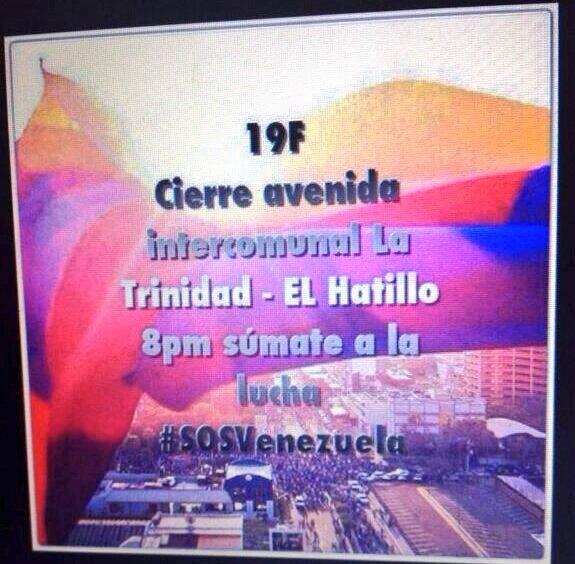 19F
Cierre avenida
intercomunal La
Trinidad - EL Hatillo
8pm súmate a la
lucha
#SOSVenezuela